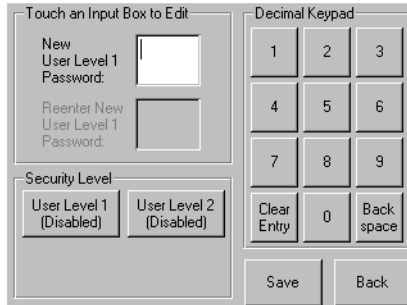 Touch an Input Box to Edit
New
User Level 1
Password:
Reenter New
User Level 1
Password:
Security Level
User Level 1
(Disabled)
User Level 2
(Disabled)
Decimal Keypad
1 2 3
4 5 6
7 8 9
Clear
Entry
0
Back
space
Save Back